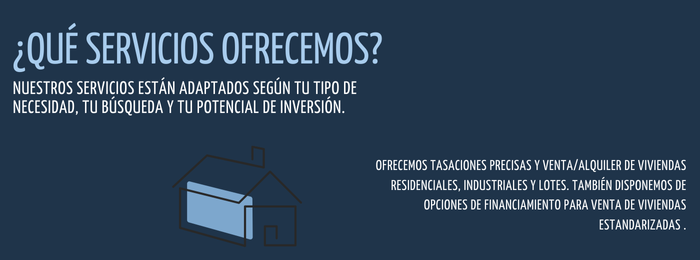 ¿QUÉ SERVICIOS OFRECEMOS?
NUESTROS SERVICIOS ESTÁN ADAPTADOS SEGÚN TU TIPO DE
NECESIDAD, TU BÚSQUEDA Y TU POTENCIAL DE INVERSIÓN.
OFRECEMOS TASACIONES PRECISAS Y VENTA/ALQUILER DE VIVIENDAS
RESIDENCIALES, INDUSTRIALES Y LOTES. TAMBIÉN DISPONEMOS DE
OPCIONES DE FINANCIAMIENTO PARA VENTA DE VIVIENDAS
ESTANDARIZADAS .